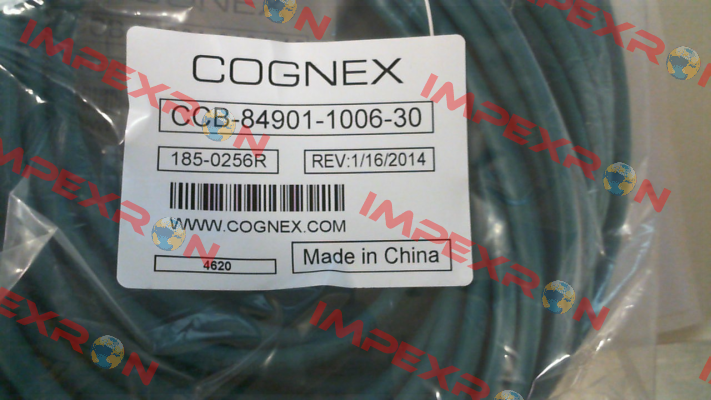 COGNEX
CCB-84901-1006-30
185-0256R
REV:1/16/2014
WWW.COGNEX.COM
4620
Made in China
IMPEXRON
IMPEXRON
IMPEXRON
IMPEXRON
IMPEXRON
IMPEXRON